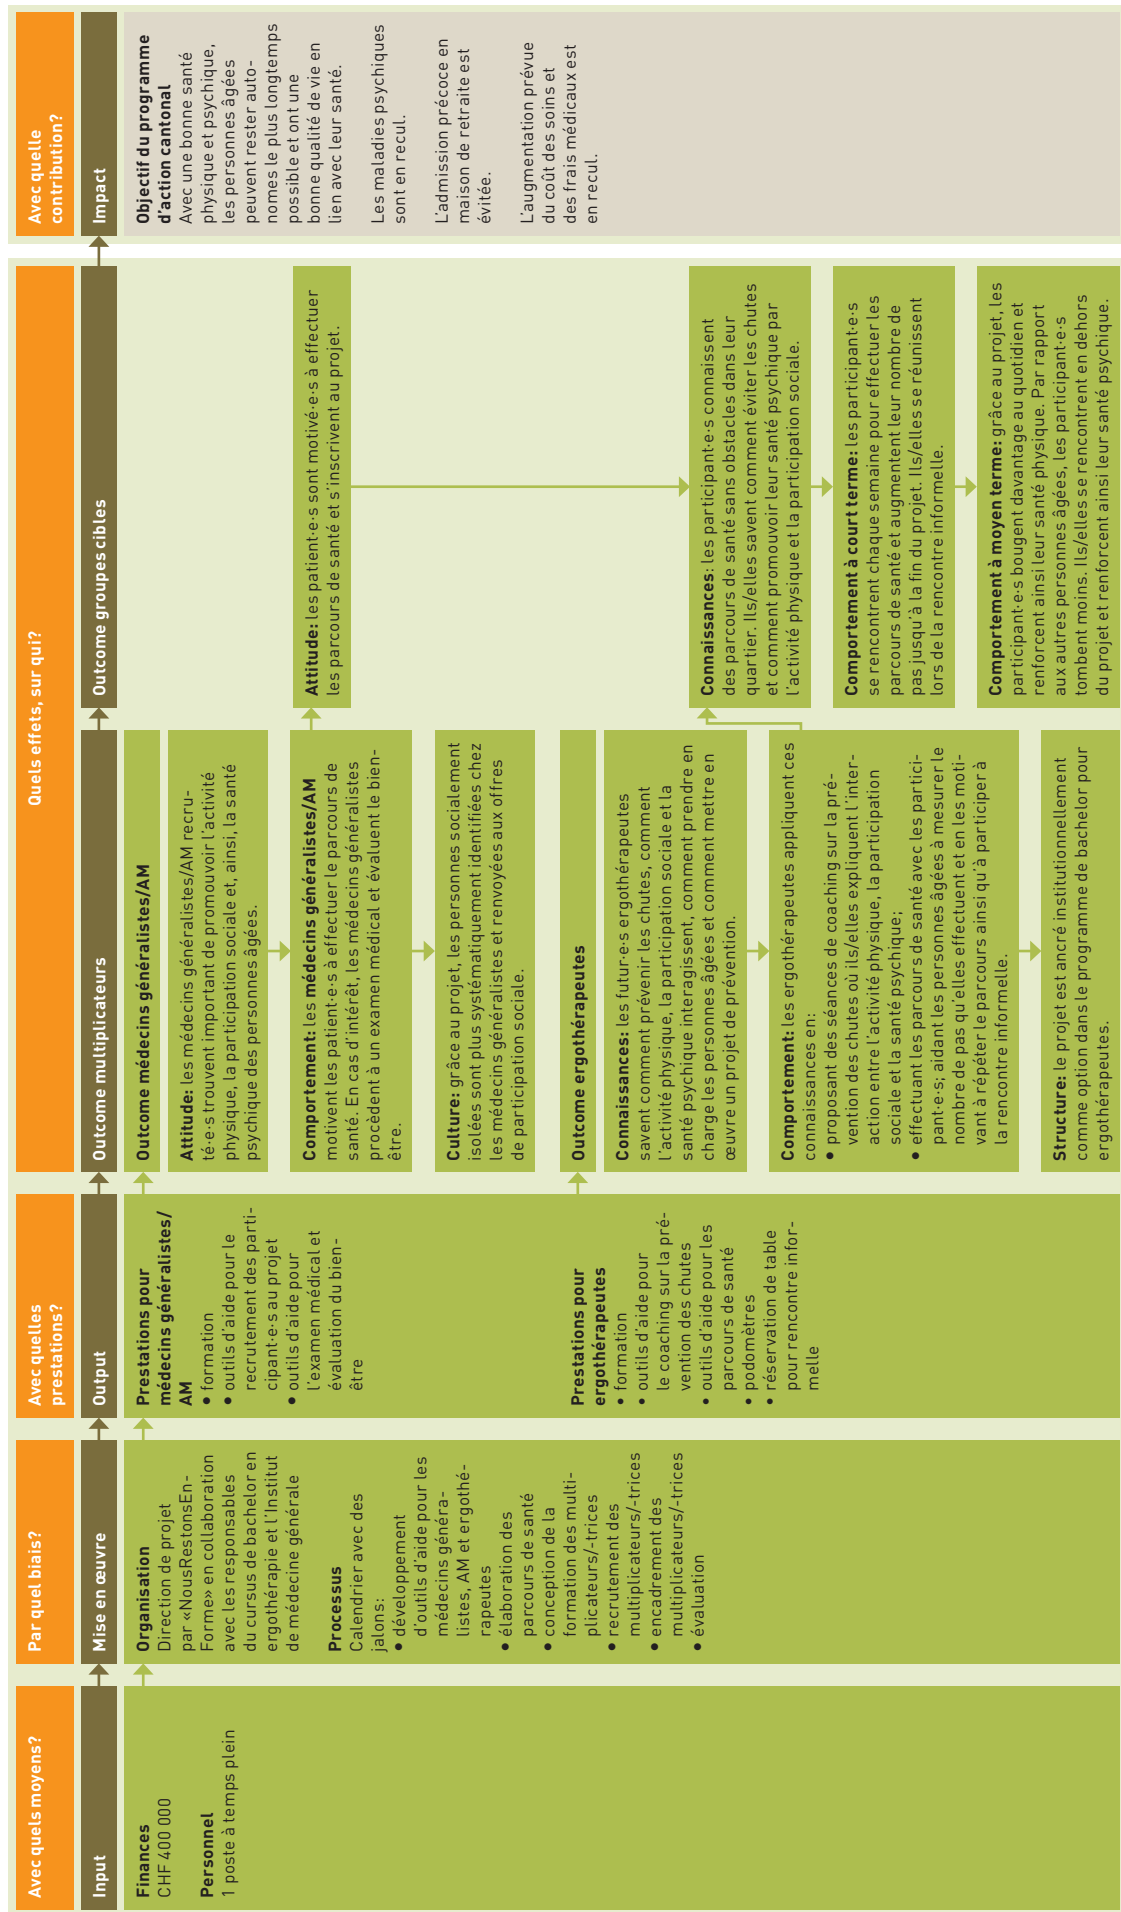 Avec quels moyens?
Input
Finances
CHF 400 000
Personnel
1 poste à temps plein
Par quel biais?
Mise en œuvre
Organisation
Direction de projet
par «NousRestonsEn-
Forme» en collaboration
avec les responsables
du cursus de bachelor en
ergothérapie et l'Institut
de médecine générale
Processus
Calendrier avec des
jalons:
• développement
d'outils d'aide pour les
médecins généra-
listes, AM et ergothé-
rapeutes
• élaboration des
parcours de santé
• conception de la
formation des multi-
plicateurs/-trices
• recrutement des
multiplicateurs/-trices
• encadrement des
multiplicateurs/-trices
• évaluation
Avec quelles
prestations?
Output
Prestations pour
médecins généralistes/
AM
• formation
• outils d'aide pour le
recrutement des parti-
cipant·e·s au projet
• outils d'aide pour
l'examen médical et
évaluation du bien-
être
Prestations pour
ergothérapeutes
• formation
• outils d'aide pour
le coaching sur la pré-
vention des chutes
• outils d'aide pour les
parcours de santé
• podomètres
• réservation de table
pour rencontre infor-
melle
Quels effets, sur qui?
Outcome multiplicateurs
Outcome médecins généralistes/AM
Attitude: les médecins généralistes/AM recru-
té·e·s trouvent important de promouvoir l'activité
physique, la participation sociale et, ainsi, la santé
psychique des personnes âgées.
Comportement: les médecins généralistes/AM
motivent les patient·e·s à effectuer le parcours de
santé. En cas d'intérêt, les médecins généralistes
procèdent à un examen médical et évaluent le bien-
être.
Culture: grâce au projet, les personnes socialement
isolées sont plus systématiquement identifiées chez
les médecins généralistes et renvoyées aux offres
de participation sociale.
Outcome ergothérapeutes
Connaissances: les futur·e·s ergothérapeutes
savent comment prévenir les chutes, comment
l'activité physique, la participation sociale et la
santé psychique interagissent, comment prendre en
charge les personnes âgées et comment mettre en
œuvre un projet de prévention.
Comportement: les ergothérapeutes appliquent ces
connaissances en:
• proposant des séances de coaching sur la pré-
vention des chutes où ils/elles expliquent l'inter-
action entre l'activité physique, la participation
sociale et la santé psychique;
• effectuant les parcours de santé avec les partici-
pant·e·s; aidant les personnes âgées à mesurer le
nombre de pas qu'elles effectuent et en les moti-
vant à répéter le parcours ainsi qu'à participer à
la rencontre informelle.
Structure: le projet est ancré institutionnellement
comme option dans le programme de bachelor pour
ergothérapeutes.
Outcome groupes cibles
Attitude: les patient·e·s sont motivé·e·s à effectuer
les parcours de santé et s'inscrivent au projet.
Connaissances: les participant·e·s connaissent
des parcours de santé sans obstacles dans leur
quartier. Ils/elles savent comment éviter les chutes
et comment promouvoir leur santé psychique par
l'activité physique et la participation sociale.
Comportement à court terme: les participant·e·s
se rencontrent chaque semaine pour effectuer les
parcours de santé et augmentent leur nombre de
pas jusqu'à la fin du projet. Ils/elles se réunissent
lors de la rencontre informelle.
Comportement à moyen terme: grâce au projet, les
participant·e·s bougent davantage au quotidien et
renforcent ainsi leur santé physique. Par rapport
aux autres personnes âgées, les participant·e·s
tombent moins. Ils/elles se rencontrent en dehors
du projet et renforcent ainsi leur santé psychique.
Avec quelle
contribution?
Impact
Objectif du programme
d'action cantonal
Avec une bonne santé
physique et psychique,
les personnes âgées
peuvent rester auto-
nomes le plus longtemps
possible et ont une
bonne qualité de vie en
lien avec leur santé.
Les maladies psychiques
sont en recul.
L'admission précoce en
maison de retraite est
évitée.
L'augmentation prévue
du coût des soins et
des frais médicaux est
en recul.